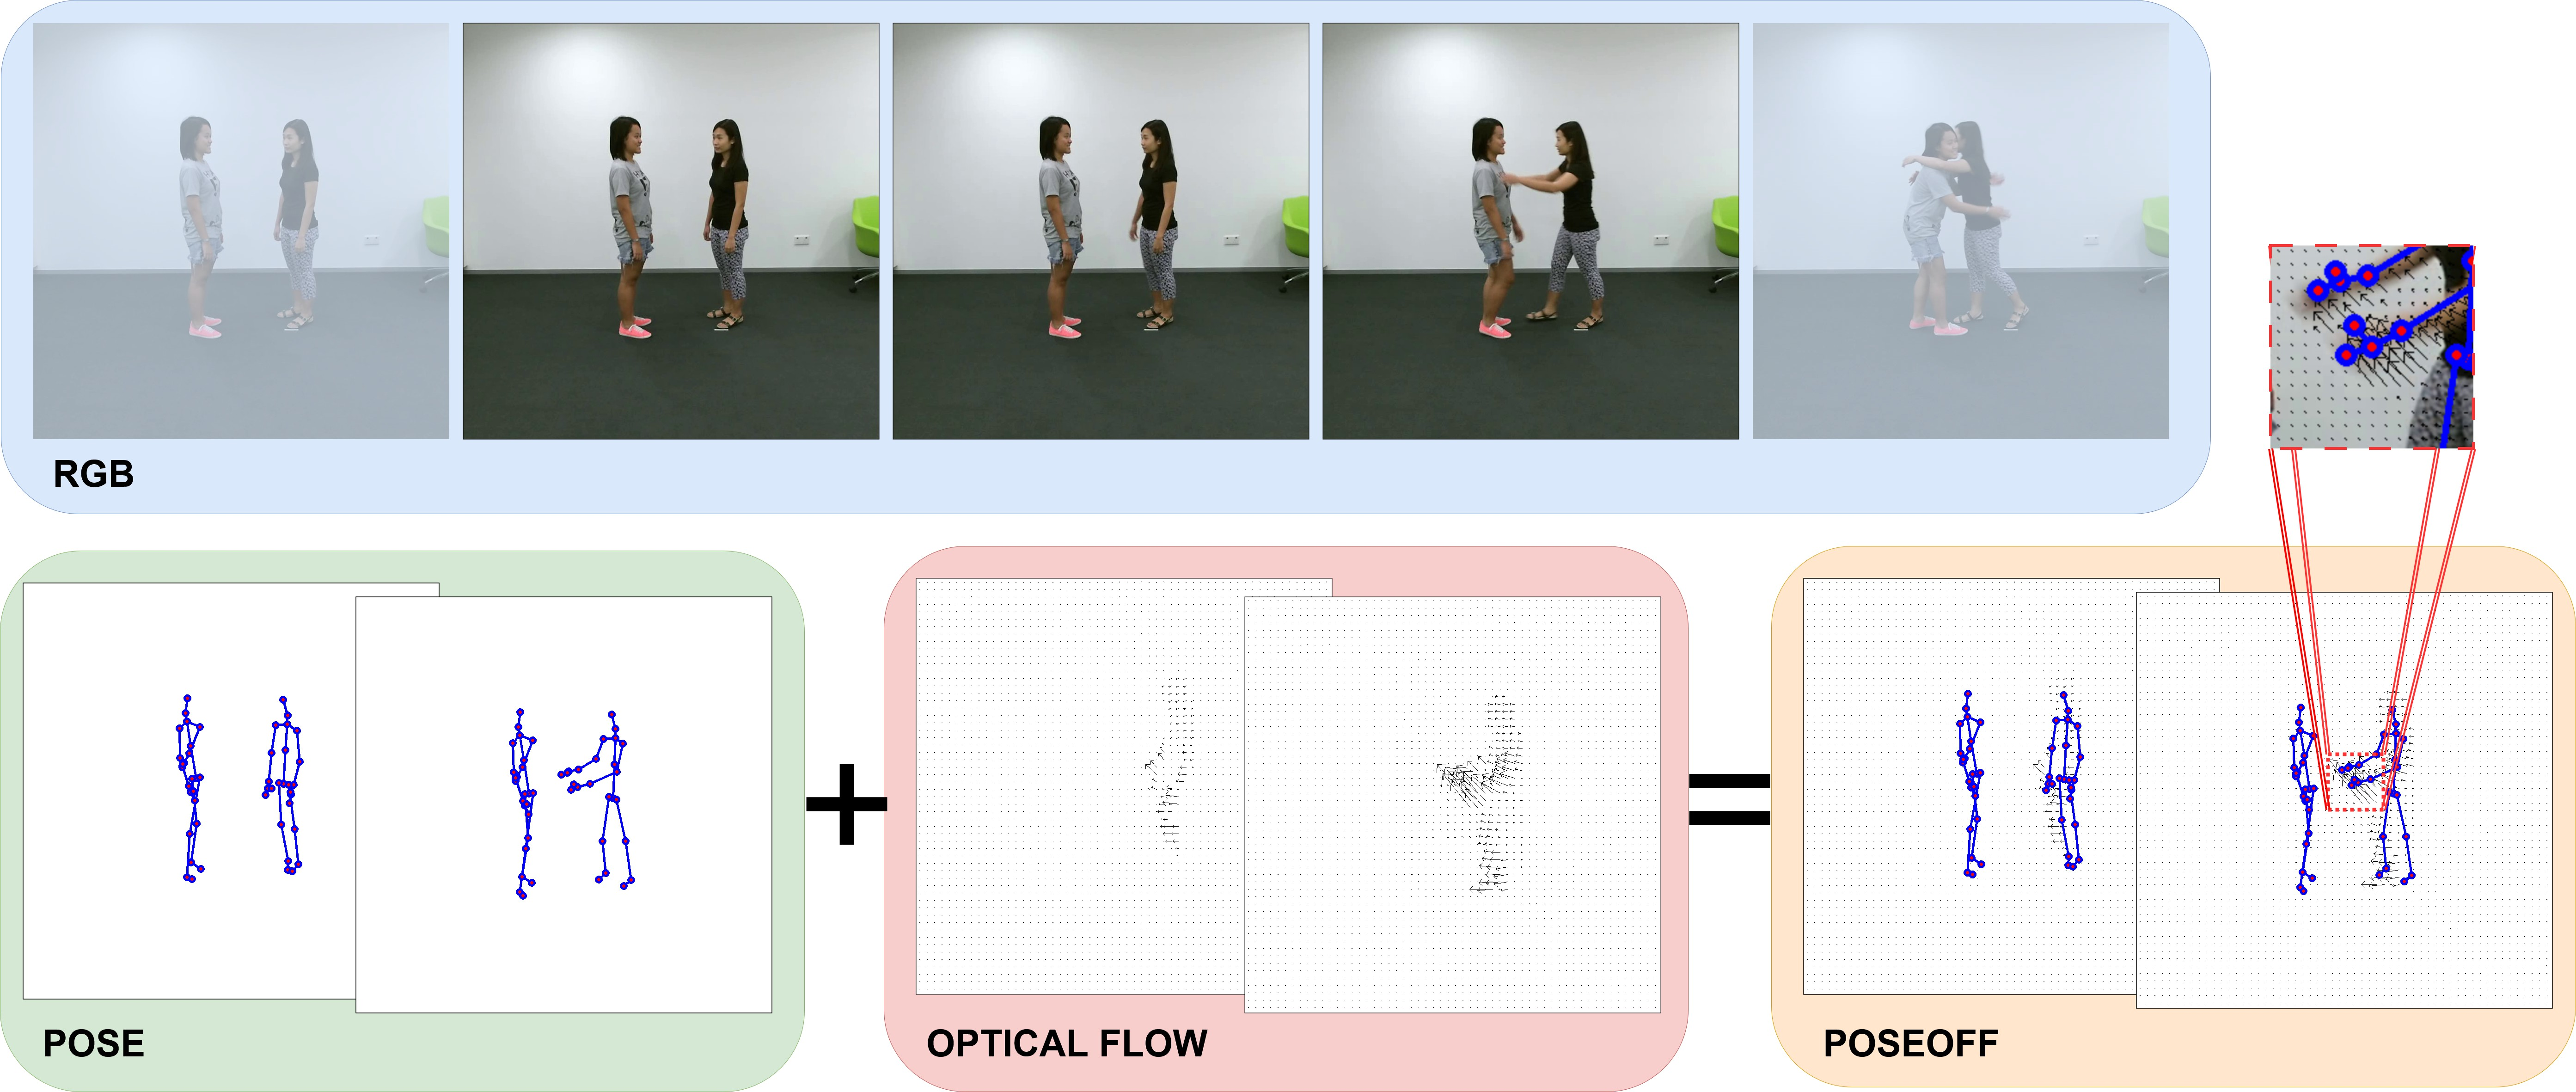 RGB
POSE
+
OPTICAL FLOW
=
POSEOFF